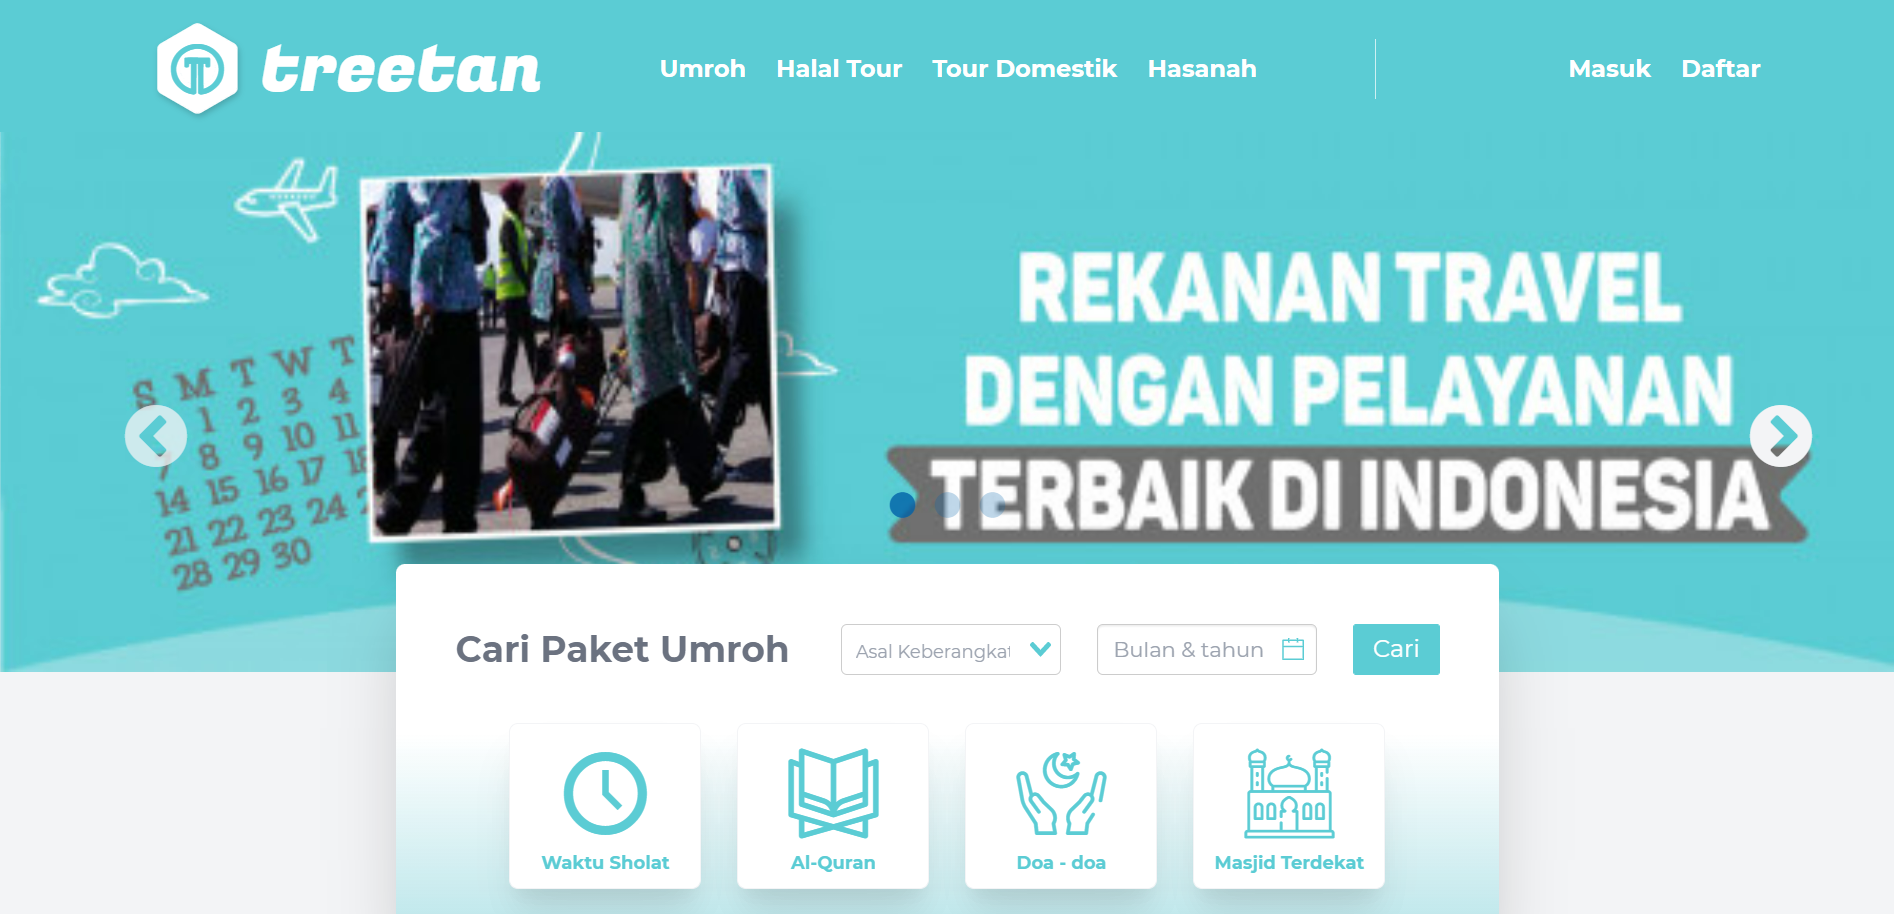 treetan
Umroh Halal Tour Tour Domestik Hasanah
Masuk Daftar
S M T W T
1 2 3 4
7 8 9 10 11
14 15 16 17 18
21 22 23 24
28 29 30
REKANAN TRAVEL
DENGAN PELAYANAN
TERBAIK DI INDONESIA
Cari Paket Umroh
Asal Keberangkat
Bulan & tahun
Cari
Waktu Sholat
Al-Quran
Doa - doa
Masjid Terdekat